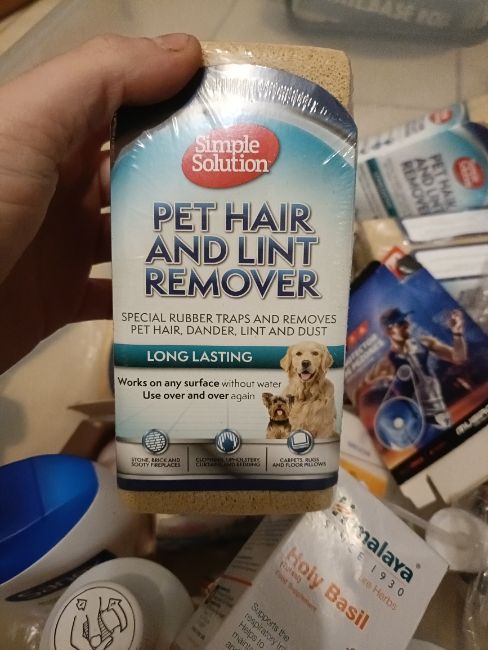 Simple
Solution
PET HAIR
AND LINT
REMOVER
SPECIAL RUBBER TRAPS AND REMOVES
PET HAIR, DANDER, LINT AND DUST
LONG LASTING
Works on any surface without water
Use over and over again
STONE, BRICK AND
SOOTY FIREPLACES
CLOTHING, UPHOLSTERY,
CURTAINS AND BEDDING
CARPETS, RUGS
AND FLOOR PILLOWS
PET HAIR
AND LINT
REMOVER
Himalaya
SINCE 1930
Herbs
Holy Basil
Food Supplement
Supports the